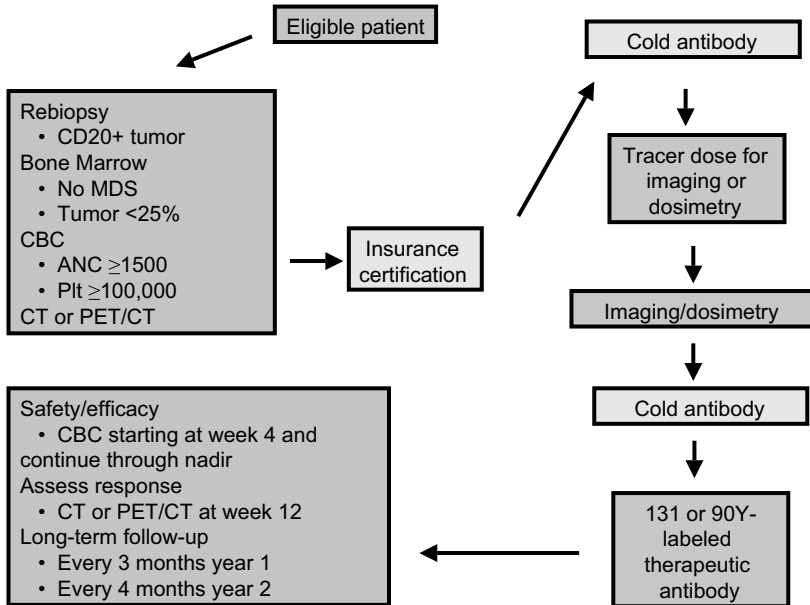 Eligible patient
Rebiopsy
• CD20+ tumor
Bone Marrow
• No MDS
• Tumor <25%
CBC
• ANC ≥1500
• Plt ≥100,000
CT or PET/CT
Insurance
certification
Cold antibody
Tracer dose for
imaging or
dosimetry
Imaging/dosimetry
Cold antibody
131 or 90Y-
labeled
therapeutic
antibody
Safety/efficacy
• CBC starting at week 4 and
continue through nadir
Assess response
• CT or PET/CT at week 12
Long-term follow-up
• Every 3 months year 1
• Every 4 months year 2